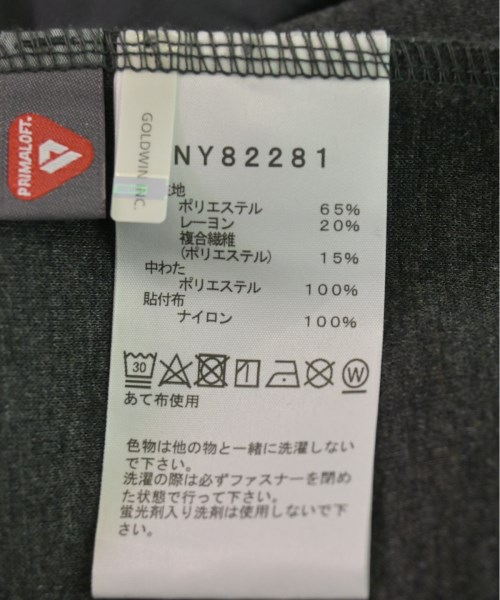 PRIMALOFT.
GOLDWIN INC.
NY82281
地
ポリエステル 65%
レーヨン 20%
複合繊維
(ポリエステル) 15%
中わた
ポリエステル 100%
貼付布
ナイロン 100%
30
W
あて布使用
色物は他の物と一緒に洗濯しない
で下さい。
洗濯の際は必ずファスナーを閉め
た状態で行って下さい。
蛍光剤入り洗剤は使用しないで下
さい。